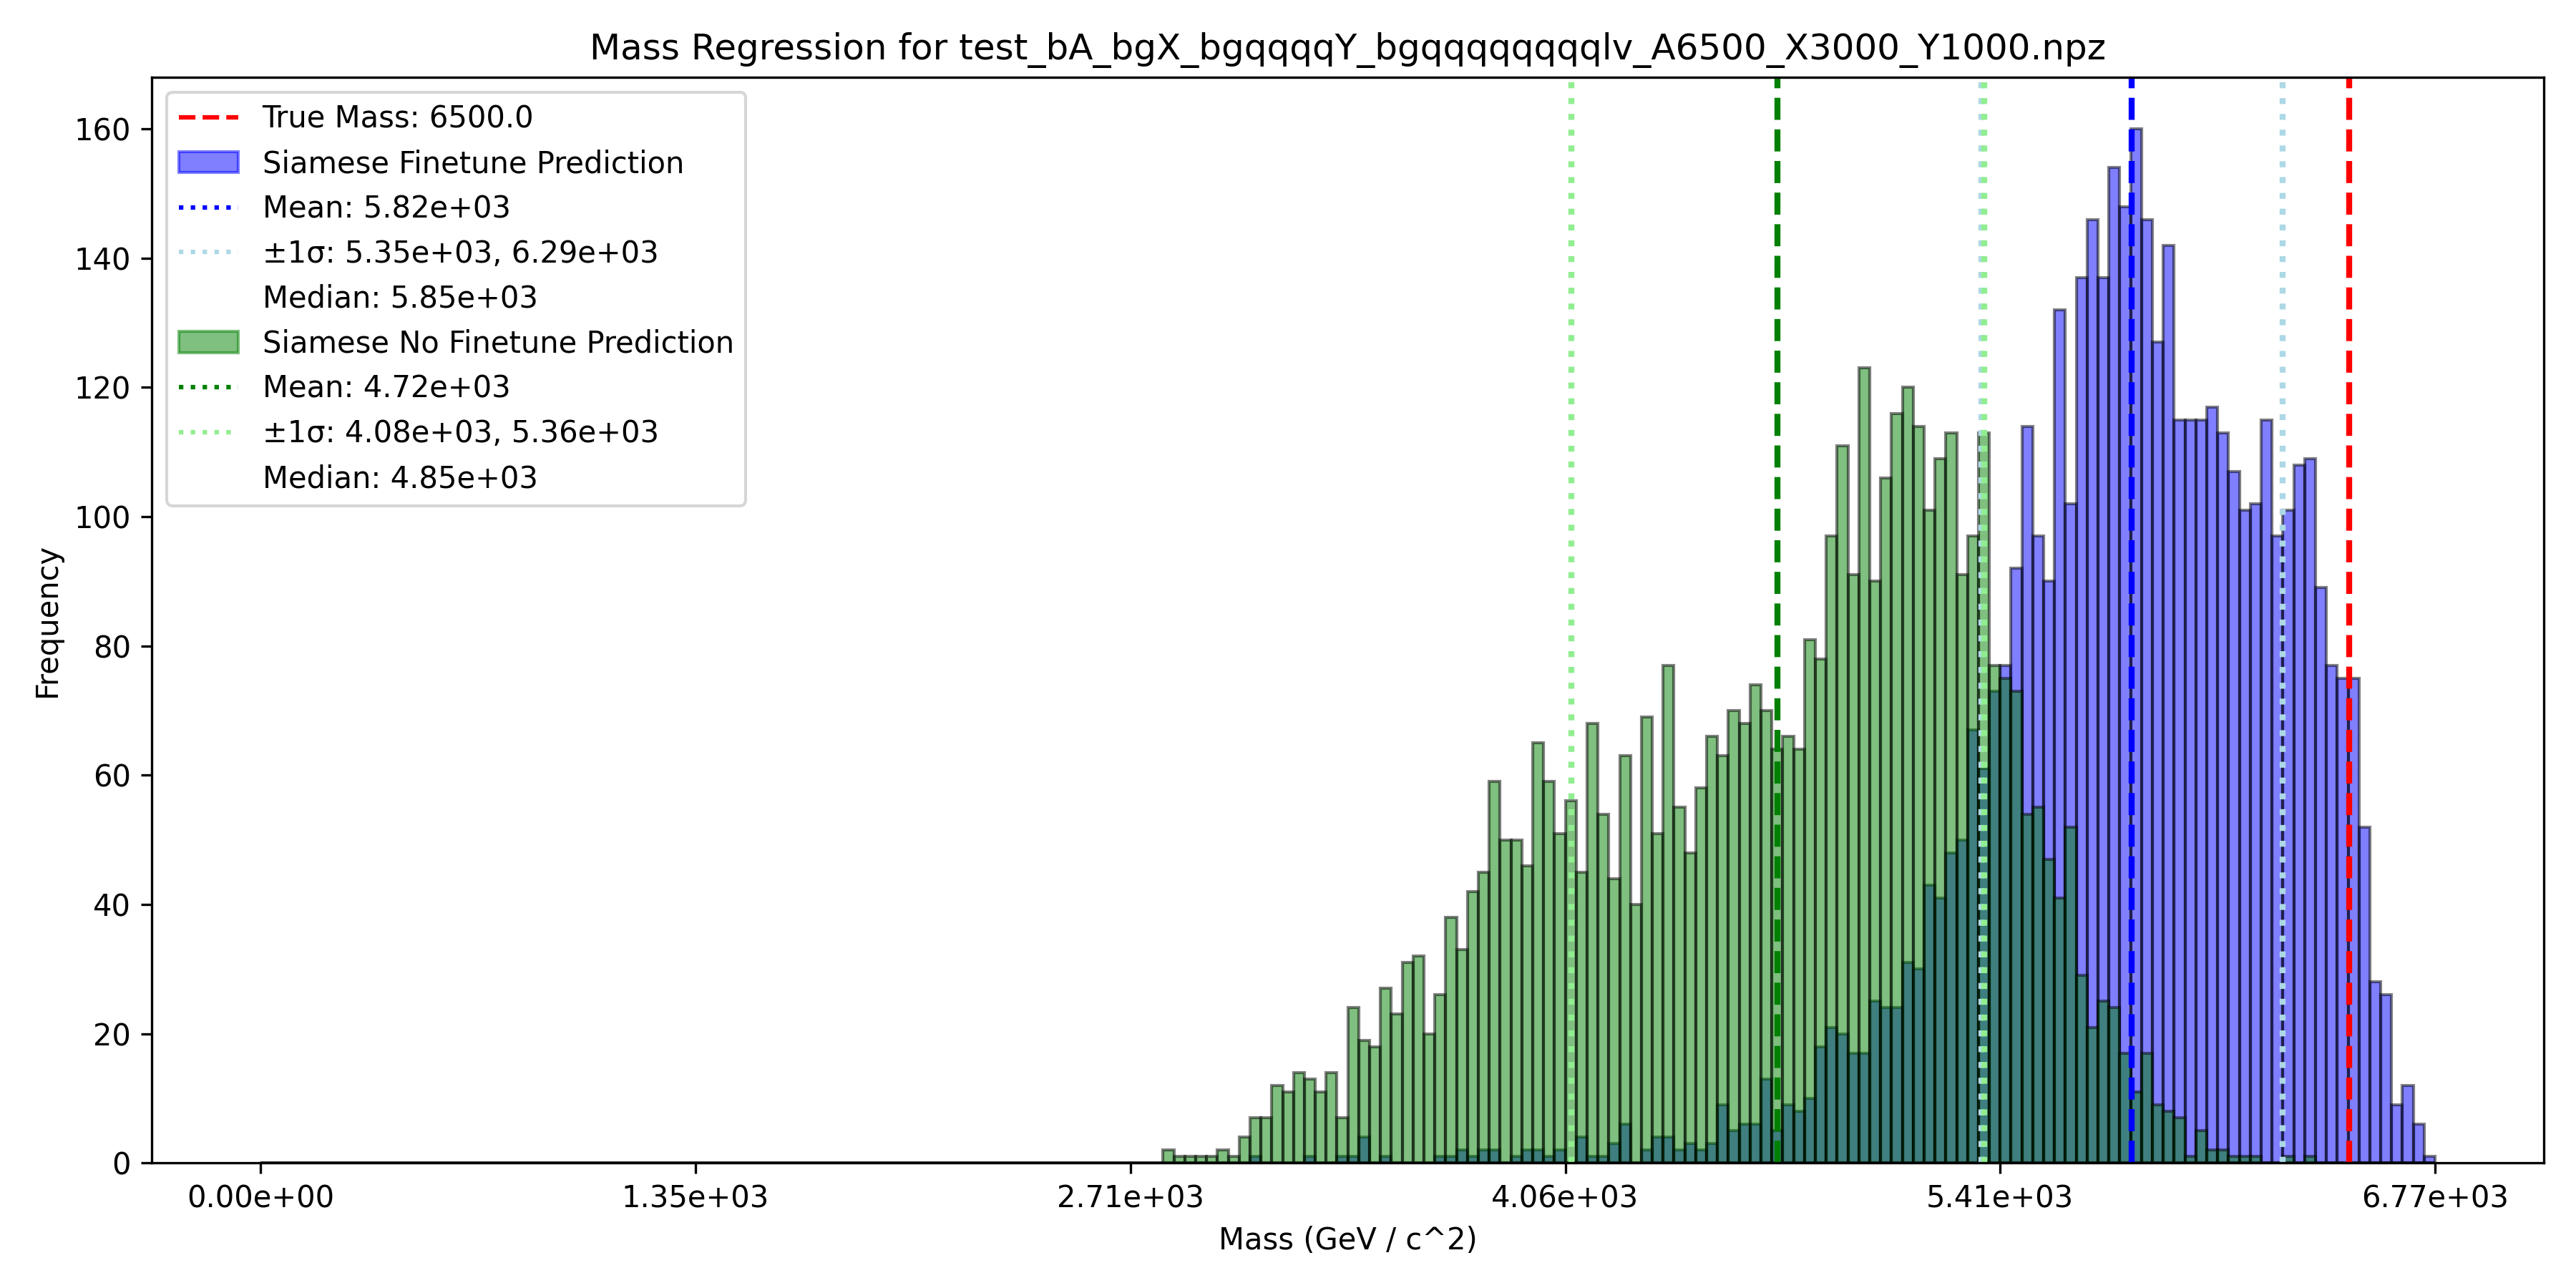 Mass Regression for test_bA_bgX_bgqqqqY_bgqqqqqqqqlv_A6500_X3000_Y1000.npz
True Mass: 6500.0
Siamese Finetune Prediction
Mean: 5.82e+03
±1σ: 5.35e+03, 6.29e+03
Median: 5.85e+03
Siamese No Finetune Prediction
Mean: 4.72e+03
±1σ: 4.08e+03, 5.36e+03
Median: 4.85e+03
Frequency
160
140
120
100
80
60
40
20
0
0.00e+00
1.35e+03
2.71e+03
4.06e+03
5.41e+03
6.77e+03
Mass (GeV / c^2)